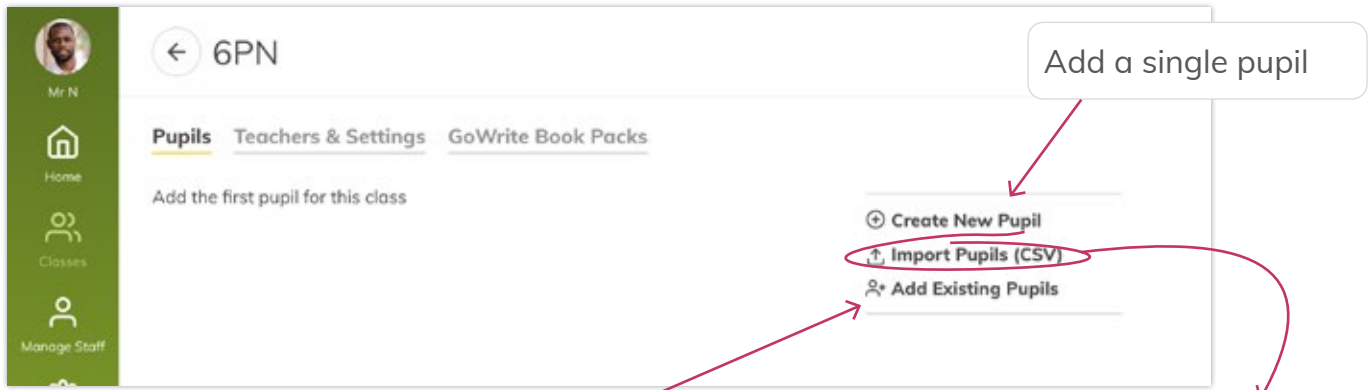 6PN
Add a single pupil
Mr N
Pupils Teachers & Settings GoWrite Book Packs
Home
Add the first pupil for this class
Create New Pupil
Classes
Import Pupils (CSV)
Add Existing Pupils
Manage Staff